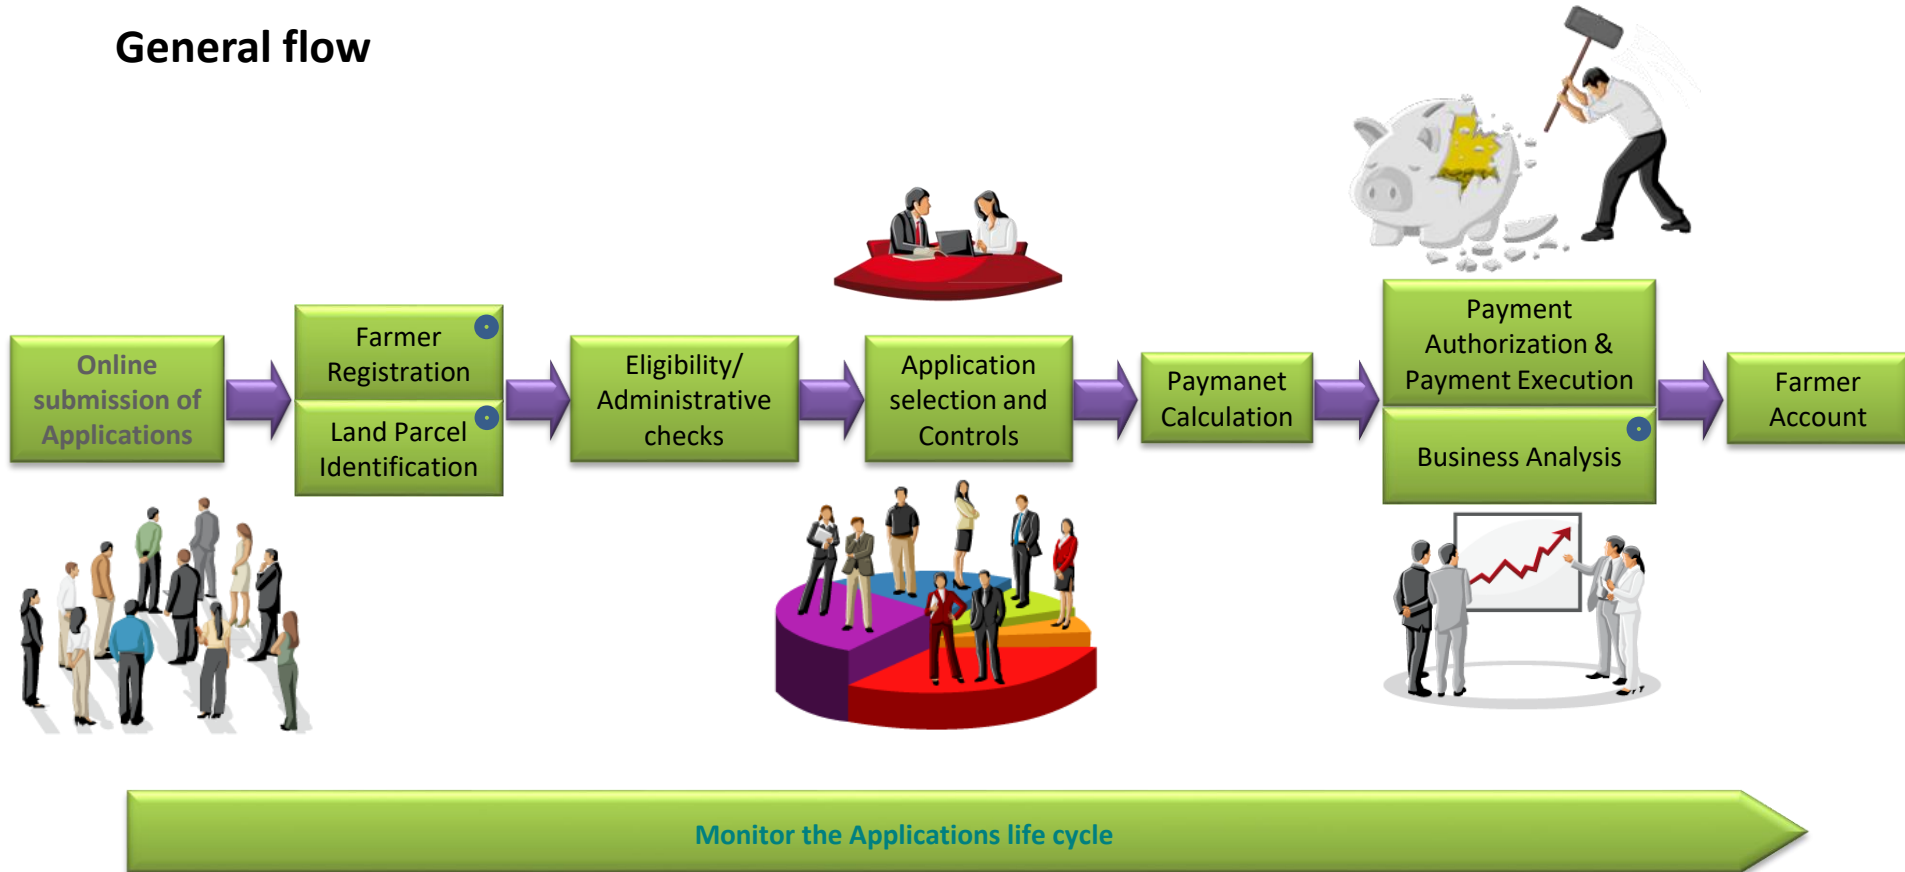 General flow
Online
submission of
Applications
Farmer
Registration
Land Parcel
Identification
Eligibility/
Administrative
checks
Application
selection and
Controls
Paymanet
Calculation
Payment
Authorization &
Payment Execution
Business Analysis
Farmer
Account
Monitor the Applications life cycle